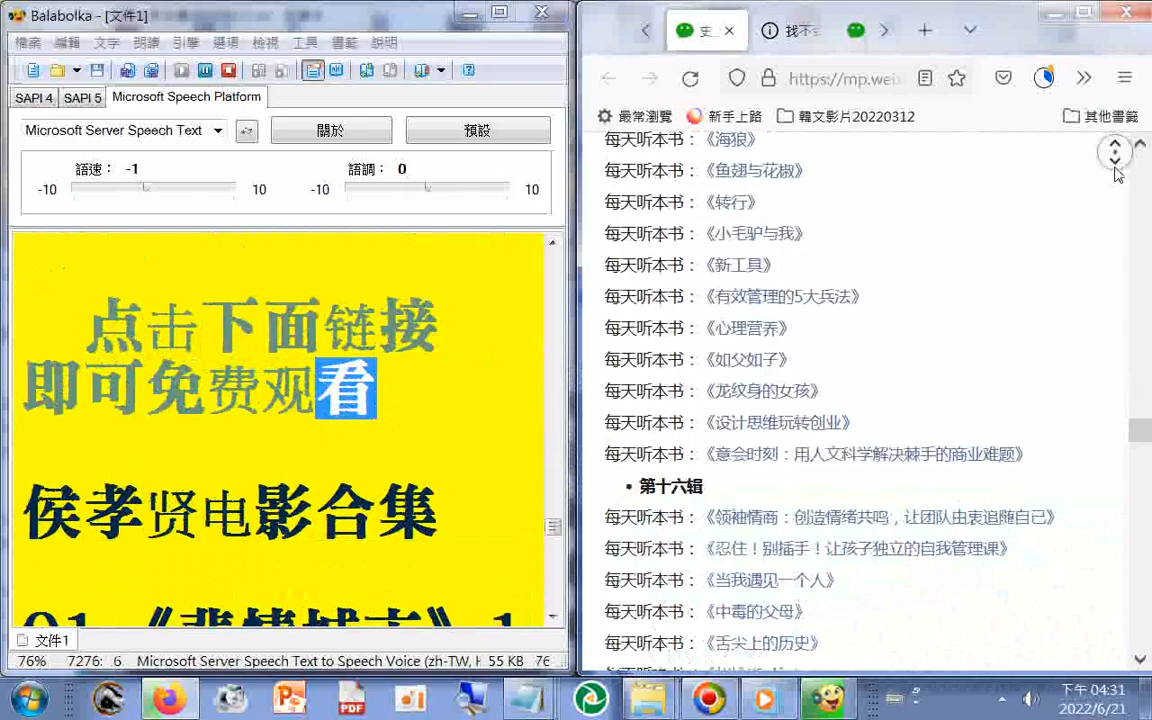 Balabolka - [文件1]
檔案 編輯 文字 朗讀 引擎 選項 檢視 工具 書籤 說明
SAPI 4 SAPI 5 Microsoft Speech Platform
Microsoft Server Speech Text 關於 預設
語速： -1 語調： 0
-10 10 -10 10
点击下面链接
即可免费观看
侯孝贤电影合集
01 《悲情城市》1
文件1
76% 7276: 6 Microsoft Server Speech Text to Speech Voice (zh-TW, H 55 KB 76
找不
https://mp.wei
最常瀏覽 新手上路 韓文影片20220312 其他書籤
每天听本书：《海狼》
每天听本书：《鱼翅与花椒》
每天听本书：《转行》
每天听本书：《小毛驴与我》
每天听本书：《新工具》
每天听本书：《有效管理的5大兵法》
每天听本书：《心理营养》
每天听本书：《如父如子》
每天听本书：《龙纹身的女孩》
每天听本书：《设计思维玩转创业》
每天听本书：《意会时刻：用人文科学解决棘手的商业难题》
• 第十六辑
每天听本书：《领袖情商：创造情绪共鸣，让团队由衷追随自己》
每天听本书：《忍住！别插手！让孩子独立的自我管理课》
每天听本书：《当我遇见一个人》
每天听本书：《中毒的父母》
每天听本书：《舌尖上的历史》
下午 04:31
2022/6/21